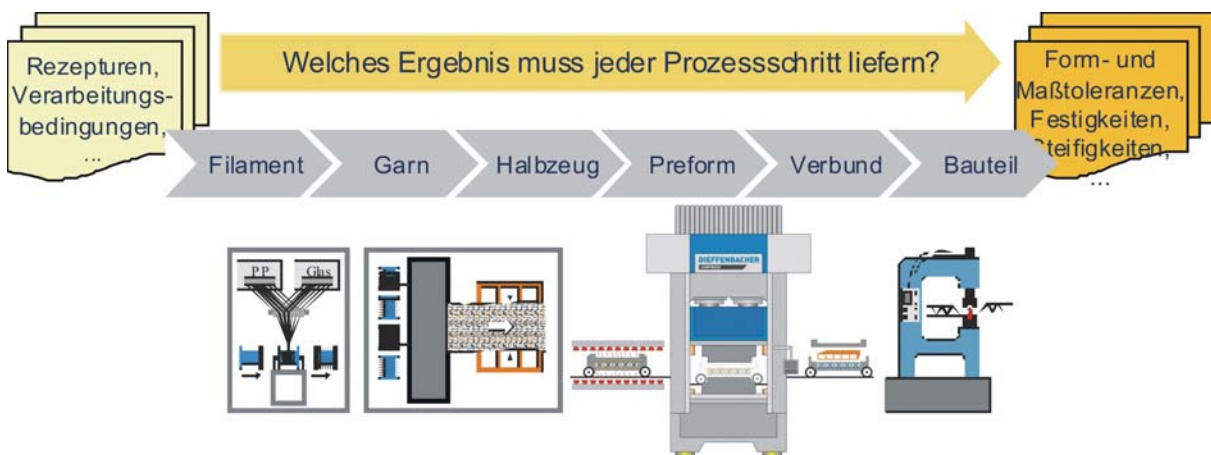 Welches Ergebnis muss jeder Prozessschritt liefern?
Rezepturen,
Verarbeitungs-
bedingungen,
...
Form- und
Maßtoleranzen,
Festigkeiten,
Steifigkeiten,
...
Filament
Garn
Halbzeug
Preform
Verbund
Bauteil
PP
Glas
DIEFFENBACHER